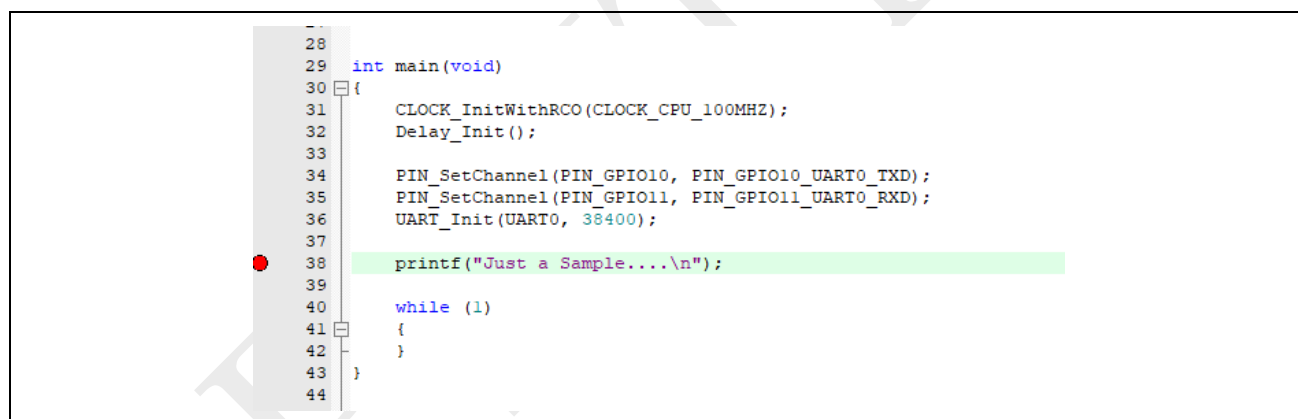 28
29 int main(void)
30 {
31 CLOCK_InitWithRCO(CLOCK_CPU_100MHZ);
32 Delay_Init();
33
34 PIN_SetChannel(PIN_GPIO10, PIN_GPIO10_UART0_TXD);
35 PIN_SetChannel(PIN_GPIO11, PIN_GPIO11_UART0_RXD);
36 UART_Init(UART0, 38400);
37
38 printf("Just a Sample....\n");
39
40 while (1)
41 {
42 }
43 }
44